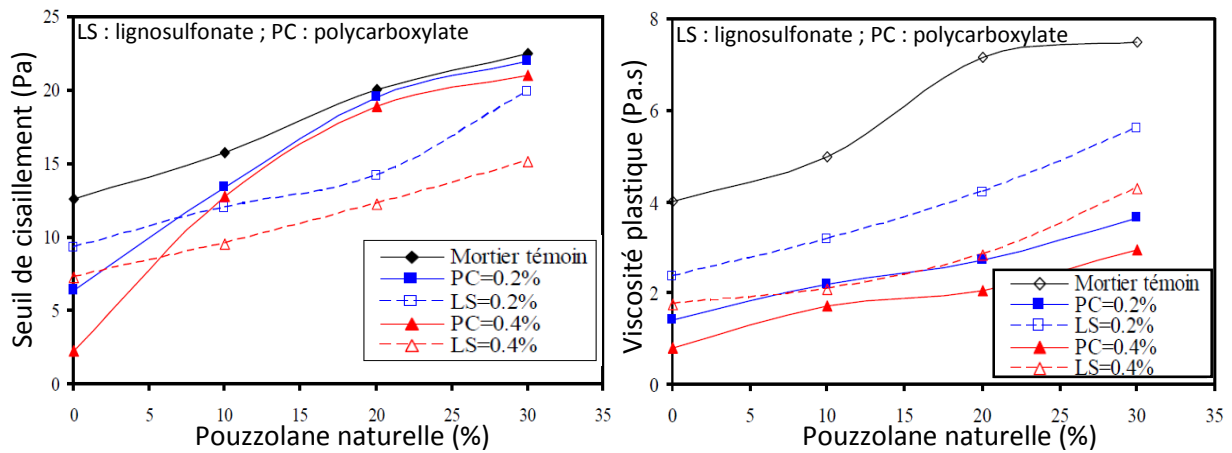 LS : lignosulfonate ; PC : polycarboxylate
Seuil de cisaillement (Pa)
25
20
15
10
5
0
Mortier témoin
PC=0.2%
LS=0.2%
PC=0.4%
LS=0.4%
0 5 10 15 20 25 30 35
Pouzzolane naturelle (%)
LS : lignosulfonate ; PC : polycarboxylate
Viscosité plastique (Pa.s)
8
6
4
2
0
Mortier témoin
PC=0.2%
LS=0.2%
PC=0.4%
LS=0.4%
0 5 10 15 20 25 30 35
Pouzzolane naturelle (%)